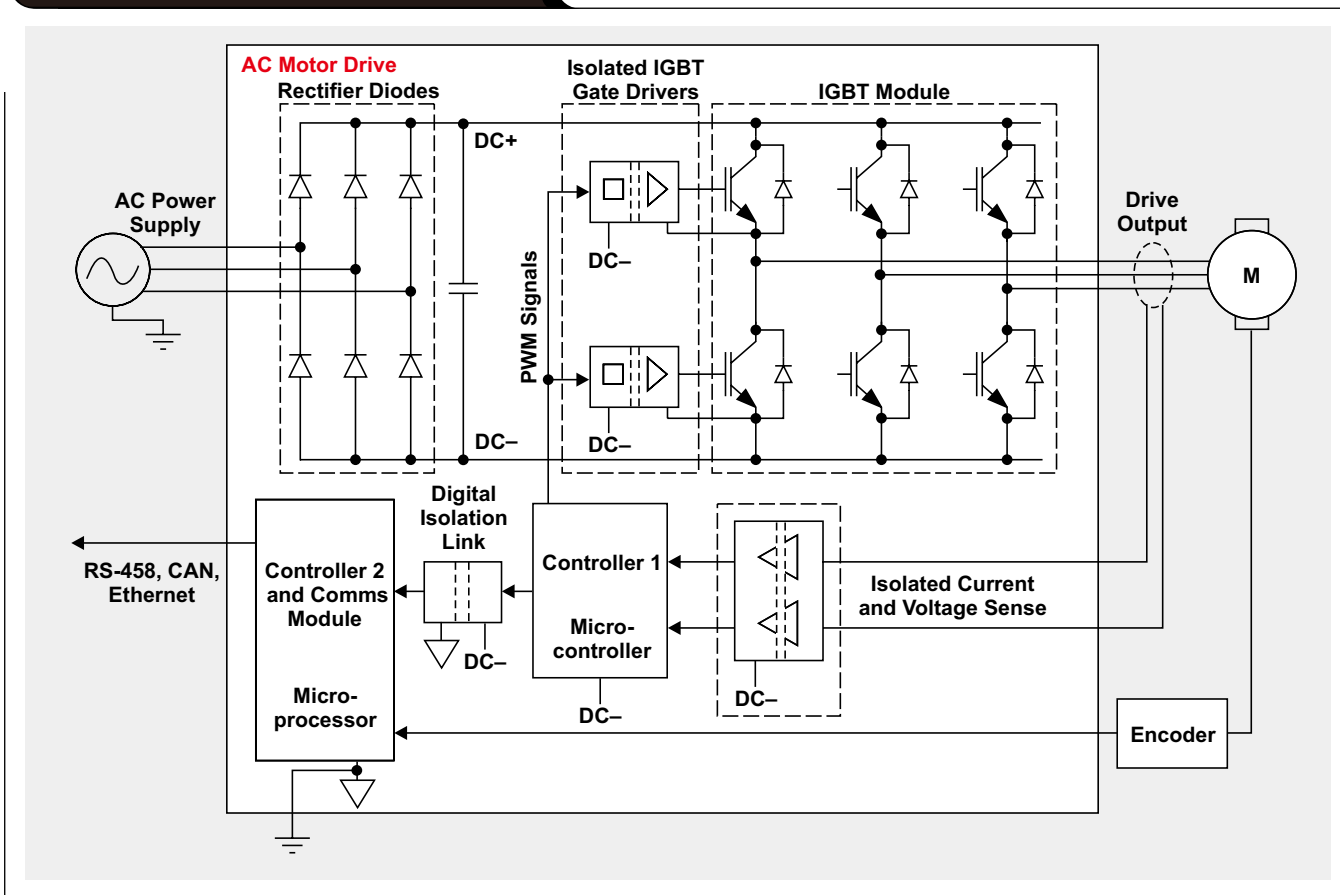 AC Motor Drive
Rectifier Diodes
Isolated IGBT
Gate Drivers
IGBT Module
DC+
AC Power
Supply
Drive
Output
DC–
M
PWM Signals
DC–
DC–
Digital
Isolation
Link
RS-458, CAN,
Ethernet
Controller 2
and Comms
Module
Micro-
processor
DC–
Controller 1
Micro-
controller
DC–
Isolated Current
and Voltage Sense
DC–
Encoder